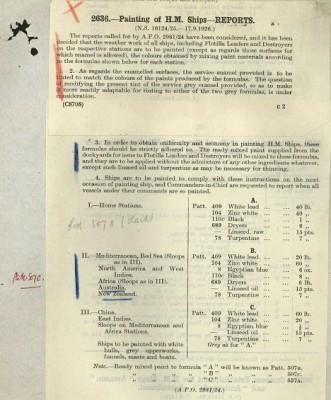 2636.—Painting of H.M. Ships—REPORTS.
(N.S. 16124/25.—17.9.1926.)
The reports called for by A.F.O. 2981/24 have been considered, and it has been
decided that the weather work of all ships, including Flotilla Leaders and Destroyers
on the respective stations are to be painted (except as regards those surfaces for
which enamel is allowed), the colours obtained by mixing paint materials according
to the formulas shown below for each station.
2. As regards the enamelled surfaces, the service enamel provided is to be
tinted to match the colours of the paints produced by the formulas. The question
of modifying the present tint of the service grey enamel provided, so as to make
it more readily adaptable for tinting to either of the two grey formulas, is under
consideration.
(C8708) C 2
3. In order to obtain uniformity and economy in painting H.M. Ships, these
formulas should be strictly adhered to. The ready mixed paint supplied from the
dockyards for issue to Flotilla Leaders and Destroyers will be mixed to these formulas,
and they are to be applied without the admixture of any other ingredients whatever,
except such linseed oil and turpentine as may be necessary for thinning.
4. Ships are to be painted to comply with these instructions on the next
occasion of painting ship, and Commanders-in-Chief are requested to report when all
vessels under their commands are so painted.
A.
I.—Home Stations. Patt. 409 White lead ... 40 lb.
104 Zinc white ... 40 "
110c Black ... 1 "
689 Dryers ... 6 "
— Linseed, raw 15 pts.
78 Turpentine ... 7 "
B.
II.—Mediterranean, Red Sea (Sloops Patt. 409 White lead ... 20 lb.
as in III). 104 Zinc white ... 60 "
North America and West 8 Egyptian blue 6 oz.
Indies. 110c Black ... 8 "
Africa (Sloops as in III). 689 Dryers ... 6 lb.
Australia. — Linseed oil ... 15 pts.
New Zealand. 78 Turpentine ... 7 "
C.
III.—China. Patt. 409 White lead ... 60 lb.
East Indies. 104 Zinc white ... 20 "
Sloops on Mediterranean and 8 Egyptian blue
Africa Stations. — Linseed oil ... 15 pts.
78 Turpentine ... 7 "
Ships to be painted with white Grey as for "A"
hulls, grey upperworks,
funnels, masts and boats.
Note.—Ready mixed paint to formula "A" will be known as Patt. 507a.
" " "B" " " 507b.
" " "C" " " 507c.
(A.F.O. 2981/24.)